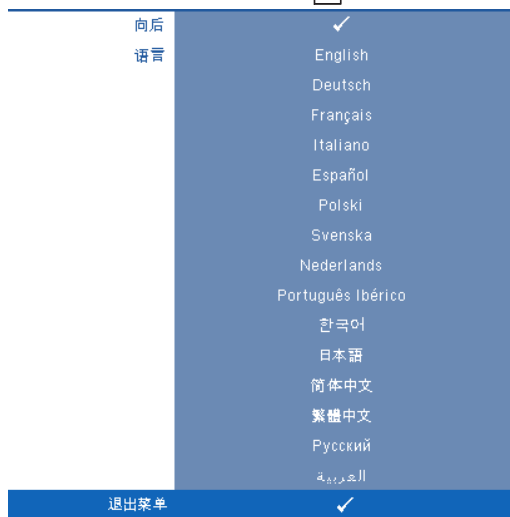 向后 ✓
语言 English
Deutsch
Français
Italiano
Español
Polski
Svenska
Nederlands
Português Ibérico
한국어
日本語
简体中文
繁體中文
Русский
العربية
退出菜单 ✓